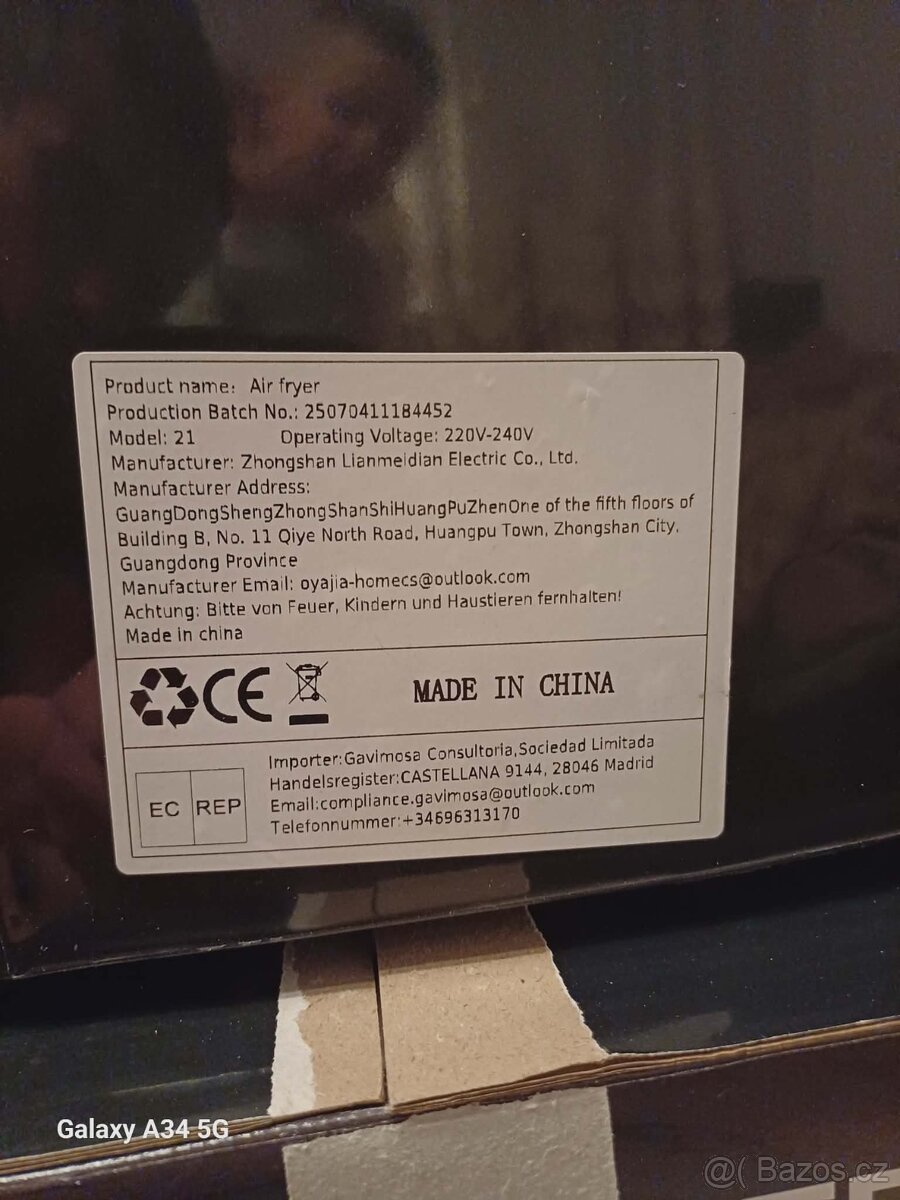 Product name: Air fryer
Production Batch No.: 25070411184452
Model: 21 Operating Voltage: 220V-240V
Manufacturer: Zhongshan Lianmeidian Electric Co., Ltd.
Manufacturer Address:
GuangDongShengZhongShanShiHuangPuZhenOne of the fifth floors of
Building B, No. 11 Qiye North Road, Huangpu Town, Zhongshan City,
Guangdong Province
Manufacturer Email: oyajia-homecs@outlook.com
Achtung: Bitte von Feuer, Kindern und Haustieren fernhalten!
Made in china
CE
MADE IN CHINA
EC REP
Importer:Gavimosa Consultoria,Sociedad Limitada
Handelsregister:CASTELLANA 9144, 28046 Madrid
Email:compliance.gavimosa@outlook.com
Telefonnummer:+34696313170
Galaxy A34 5G
@( Bazos.cz